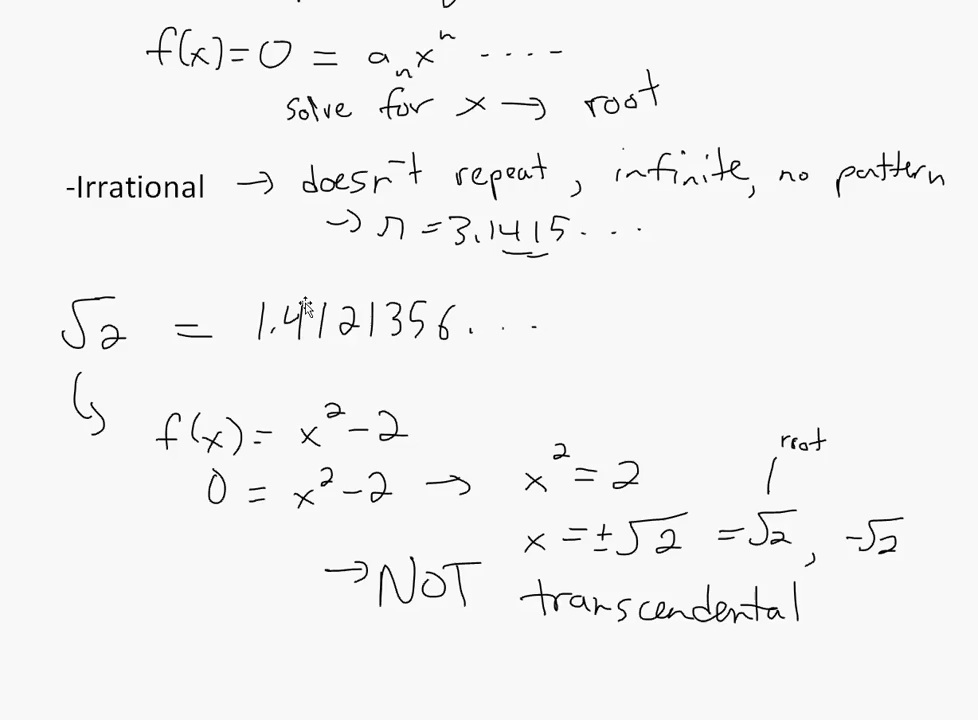 f(x)=0 = aₙxⁿ ----
solve for x → root
-Irrational → doesn't repeat, infinite, no pattern
→ π = 3.1415...
√2 = 1.4121356...
↳ f(x) = x²-2
0 = x²-2 → x² = 2
root
x = ±√2 = √2, -√2
→ NOT transcendental